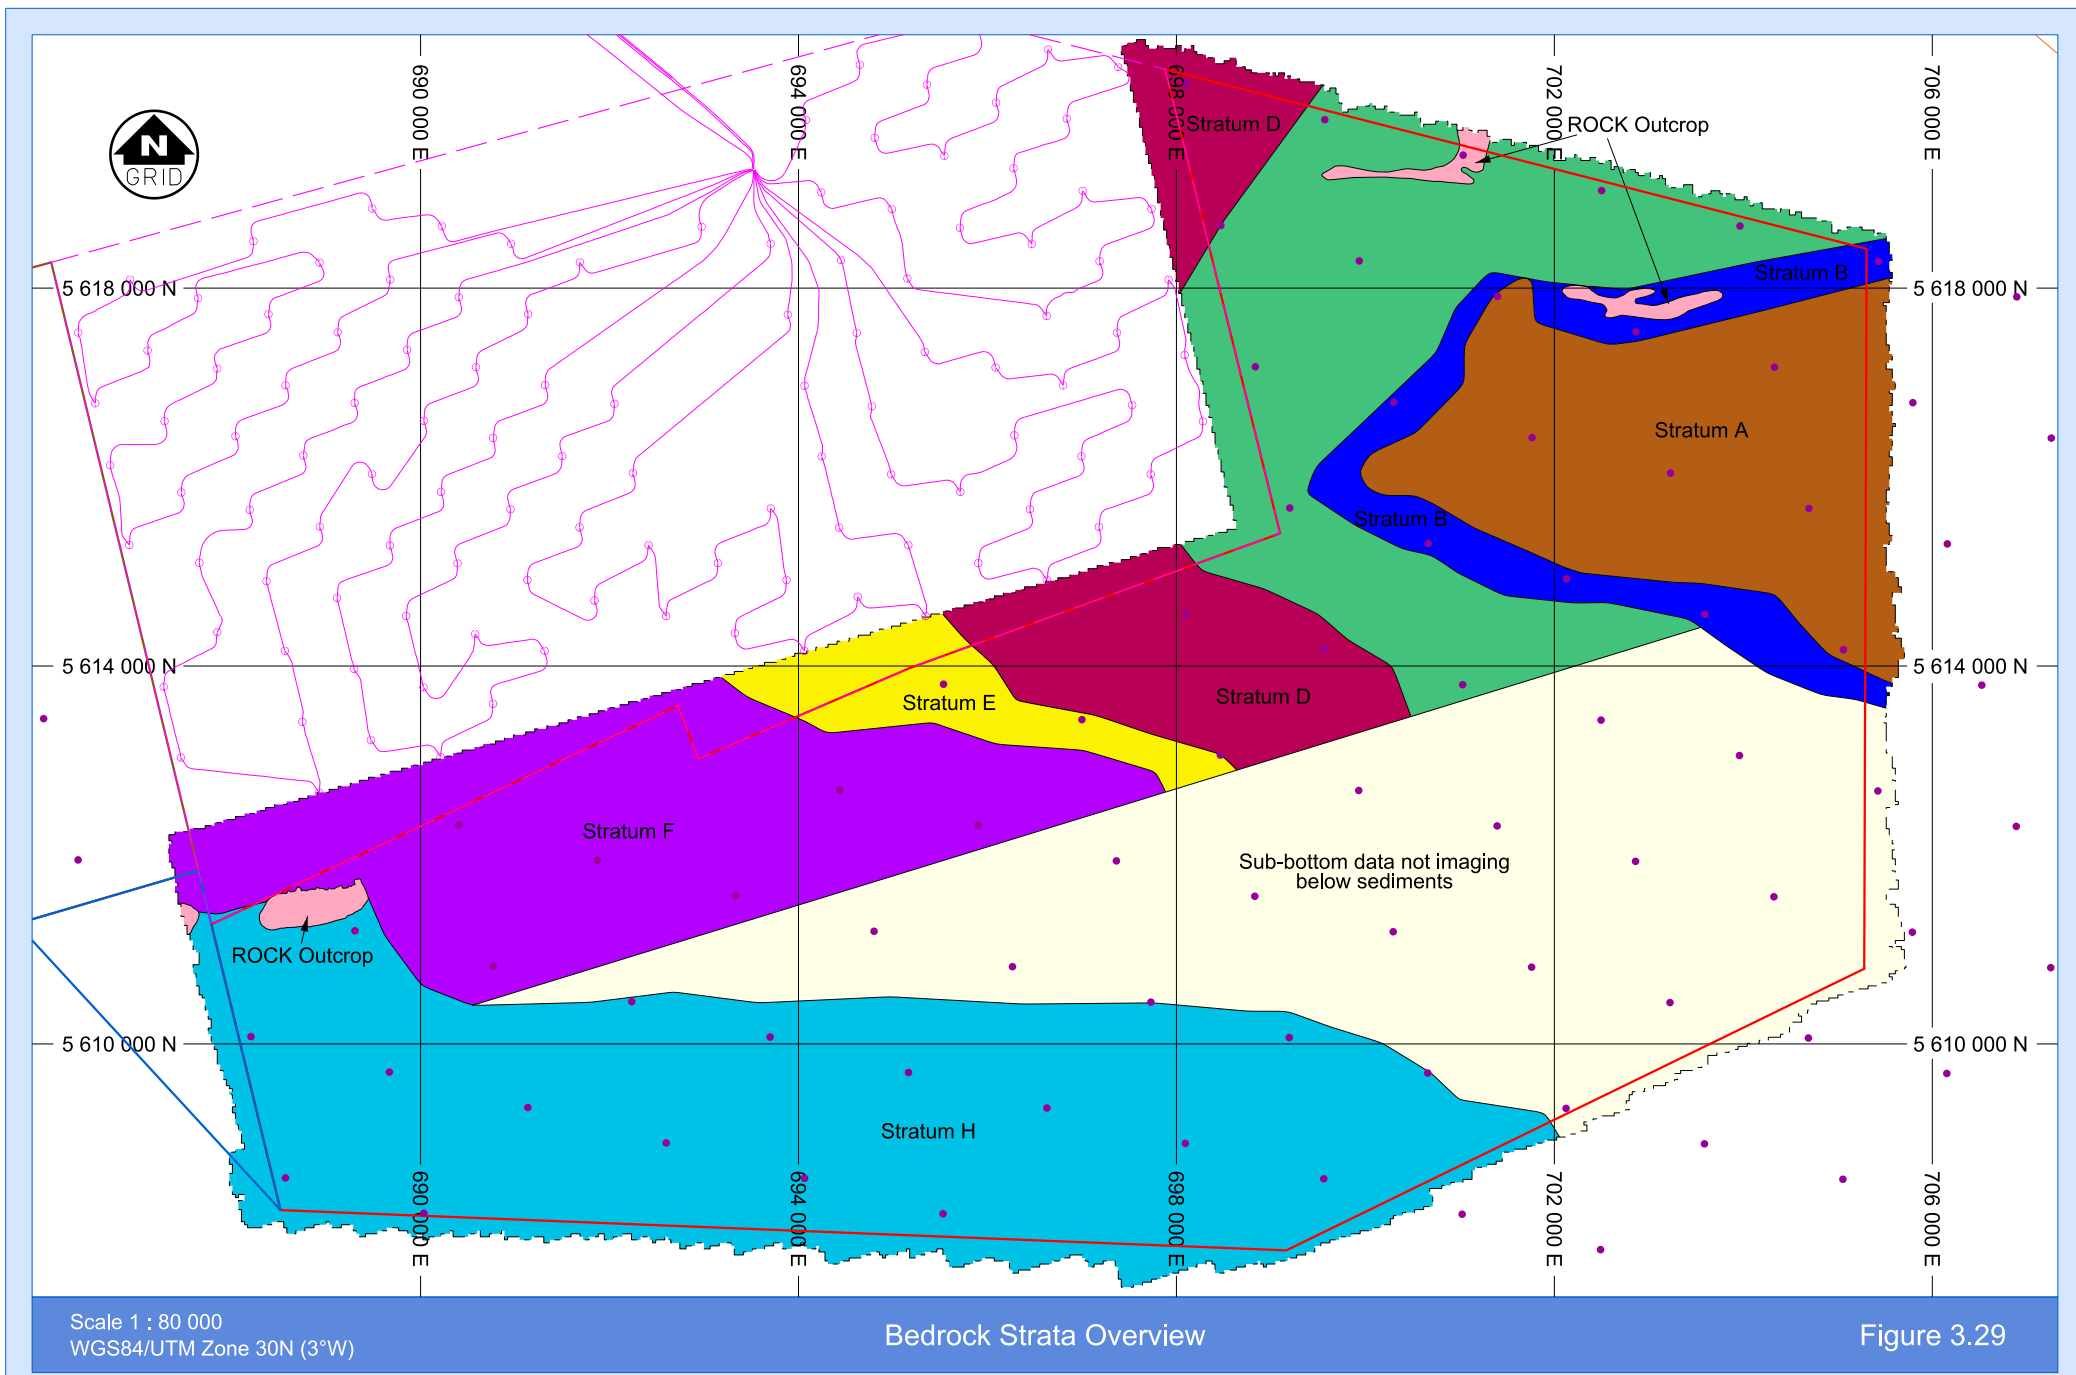 690 000 E
694 000 E
698 000 E
702 000 E
706 000 E
N
GRID
Stratum D
ROCK Outcrop
5 618 000 N
Stratum B
5 618 000 N
Stratum A
Stratum B
5 614 000 N
5 614 000 N
Stratum E
Stratum D
Stratum F
Sub-bottom data not imaging
below sediments
ROCK Outcrop
5 610 000 N
5 610 000 N
Stratum H
690 000 E
694 000 E
698 000 E
702 000 E
706 000 E
Scale 1 : 80 000
WGS84/UTM Zone 30N (3°W)
Bedrock Strata Overview
Figure 3.29